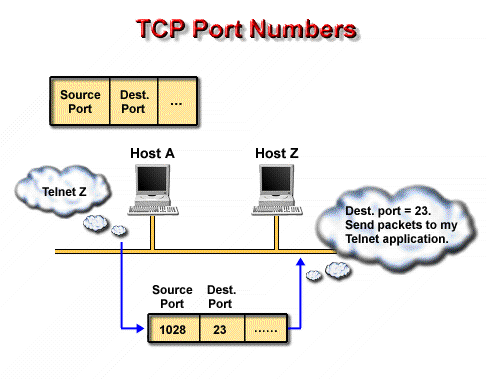 TCP Port Numbers
Source Dest. ...
Port Port
Host A Host Z
Telnet Z
Dest. port = 23.
Send packets to my
Telnet application.
Source Dest.
Port Port
1028 23 ......